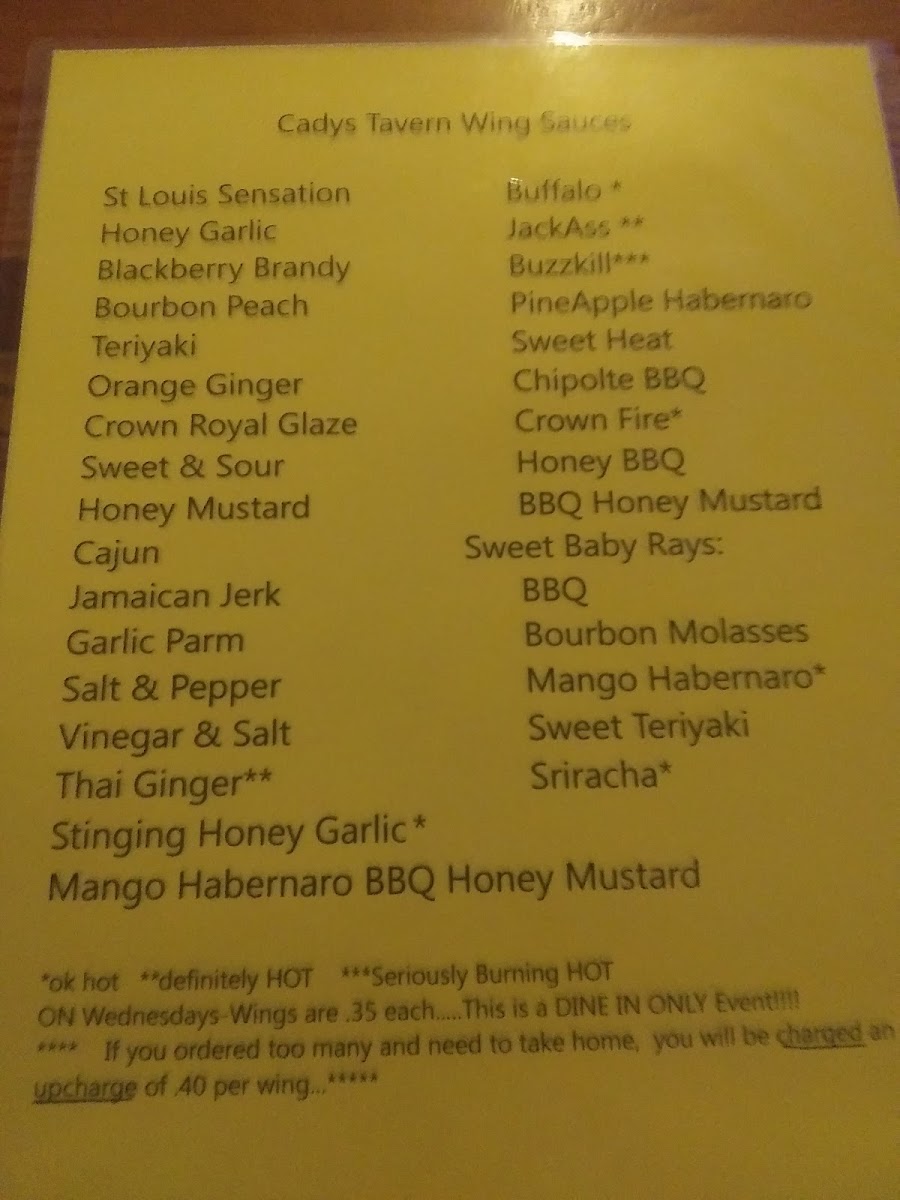 Cadys Tavern Wing Sauces
St Louis Sensation
Honey Garlic
Blackberry Brandy
Bourbon Peach
Teriyaki
Orange Ginger
Crown Royal Glaze
Sweet & Sour
Honey Mustard
Cajun
Jamaican Jerk
Garlic Parm
Salt & Pepper
Vinegar & Salt
Thai Ginger**
Stinging Honey Garlic*
Mango Habernaro BBQ Honey Mustard
Buffalo *
JackAss **
Buzzkill***
PineApple Habernaro
Sweet Heat
Chipolte BBQ
Crown Fire*
Honey BBQ
BBQ Honey Mustard
Sweet Baby Rays:
BBQ
Bourbon Molasses
Mango Habernaro*
Sweet Teriyaki
Sriracha*
*ok hot **definitely HOT ***Seriously Burning HOT
ON Wednesdays-Wings are .35 each.....This is a DINE IN ONLY Event!!!!
**** If you ordered too many and need to take home, you will be charged an
upcharge of .40 per wing...*****